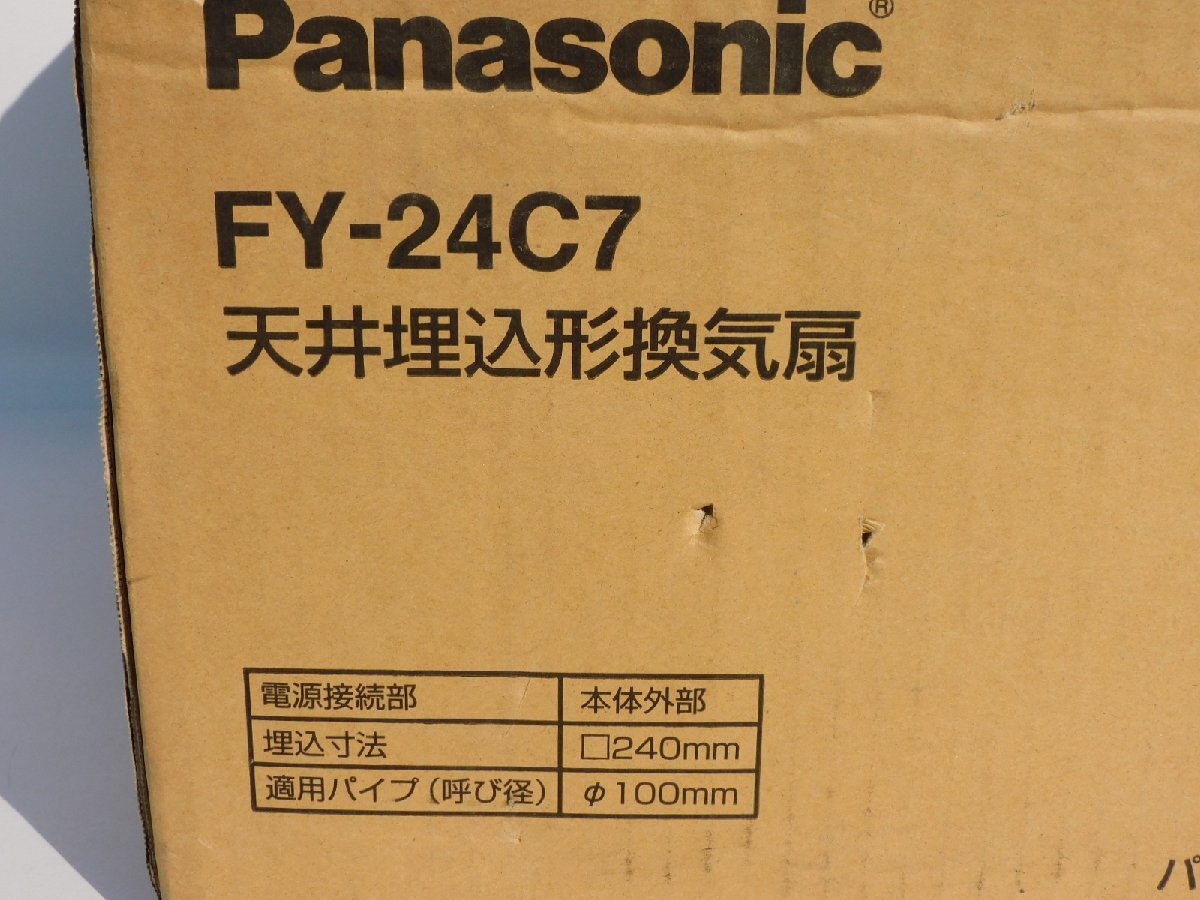 Panasonic®
FY-24C7
天井埋込形換気扇
電源接続部 本体外部
埋込寸法 □240mm
適用パイプ（呼び径） φ100mm
パ